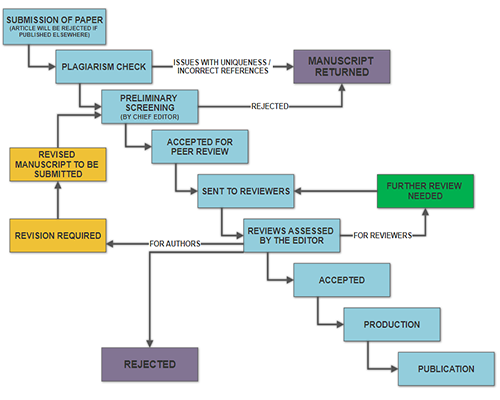 SUBMISSION OF PAPER
(ARTICLE WILL BE REJECTED IF
PUBLISHED ELSEWHERE)
PLAGIARISM CHECK
ISSUES WITH UNIQUENESS /
INCORRECT REFERENCES
MANUSCRIPT
RETURNED
PRELIMINARY
SCREENING
(BY CHIEF EDITOR)
REJECTED
ACCEPTED FOR
PEER REVIEW
REVISED
MANUSCRIPT TO BE
SUBMITTED
SENT TO REVIEWERS
FURTHER REVIEW
NEEDED
REVISION REQUIRED
FOR AUTHORS
REVIEWS ASSESSED
BY THE EDITOR
FOR REVIEWERS
ACCEPTED
PRODUCTION
REJECTED
PUBLICATION